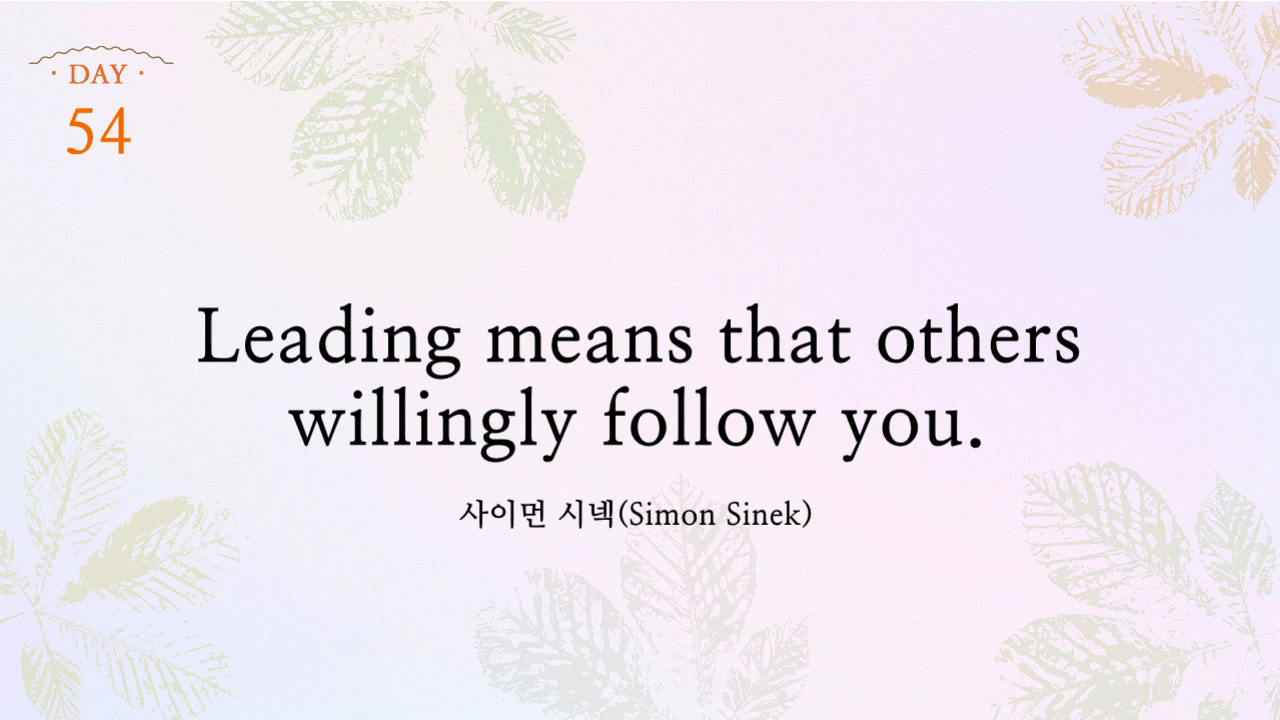 · DAY ·
54
Leading means that others
willingly follow you.
사이먼 시넥(Simon Sinek)